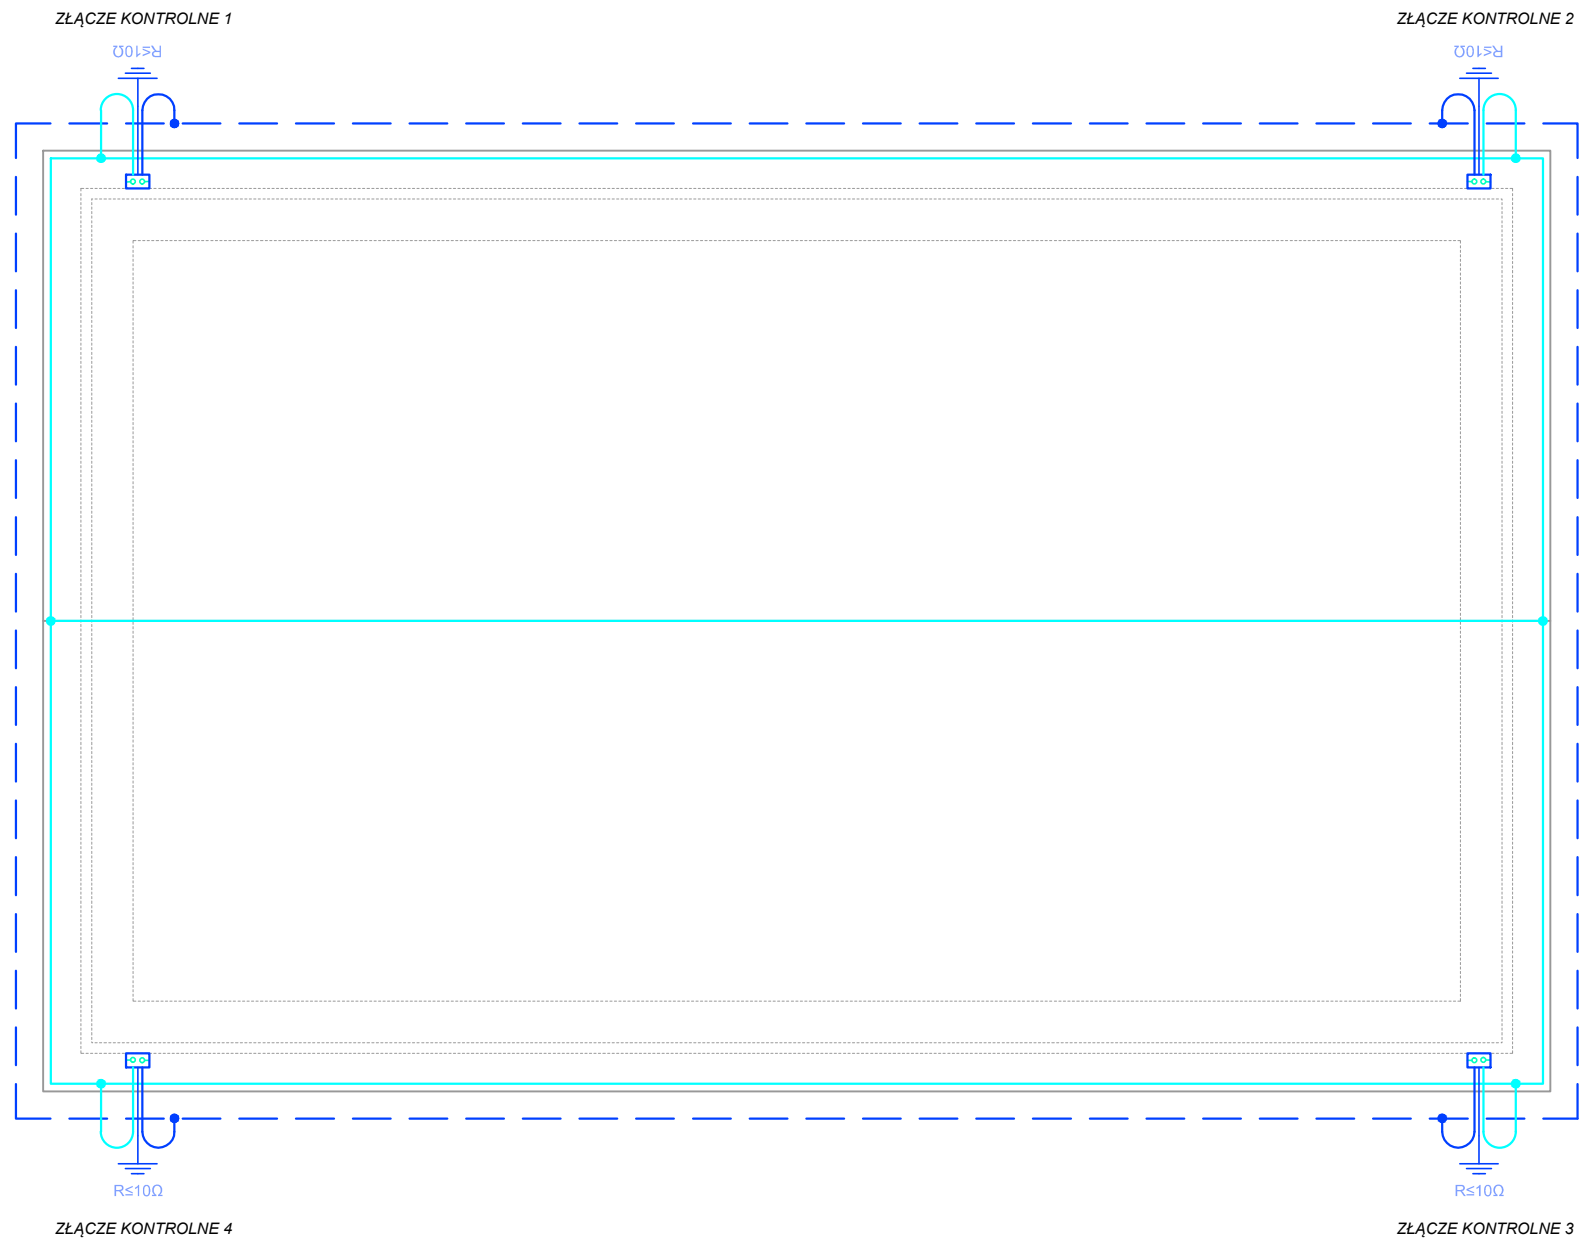 ZŁĄCZE KONTROLNE 1
ZŁĄCZE KONTROLNE 2
R≤10Ω
R≤10Ω
R≤10Ω
R≤10Ω
ZŁĄCZE KONTROLNE 4
ZŁĄCZE KONTROLNE 3